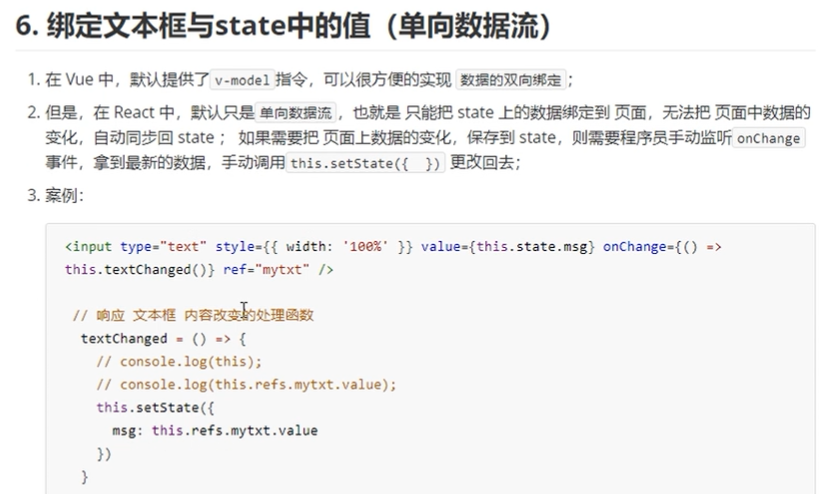 6. 绑定文本框与state中的值（单向数据流）
1. 在 Vue 中，默认提供了 v-model 指令，可以很方便的实现 数据的双向绑定；
2. 但是，在 React 中，默认只是 单向数据流，也就是 只能把 state 上的数据绑定到 页面，无法把 页面中数据的
变化，自动同步回 state ； 如果需要把 页面上数据的变化，保存到 state，则需要程序员手动监听 onChange
事件，拿到最新的数据，手动调用 this.setState({  }) 更改回去；
3. 案例：
<input type="text" style={{ width: '100%' }} value={this.state.msg} onChange={() =>
this.textChanged()} ref="mytxt" />
// 响应 文本框 内容改变的处理函数
textChanged = () => {
// console.log(this);
// console.log(this.refs.mytxt.value);
this.setState({
msg: this.refs.mytxt.value
})
}